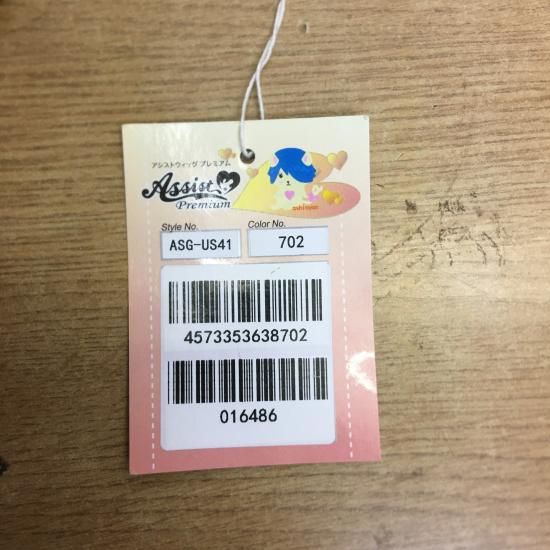 アシストウィッグ プレミアム
Assist
Premium
Style No.
Color No.
ASG-US41
702
4573353638702
016486